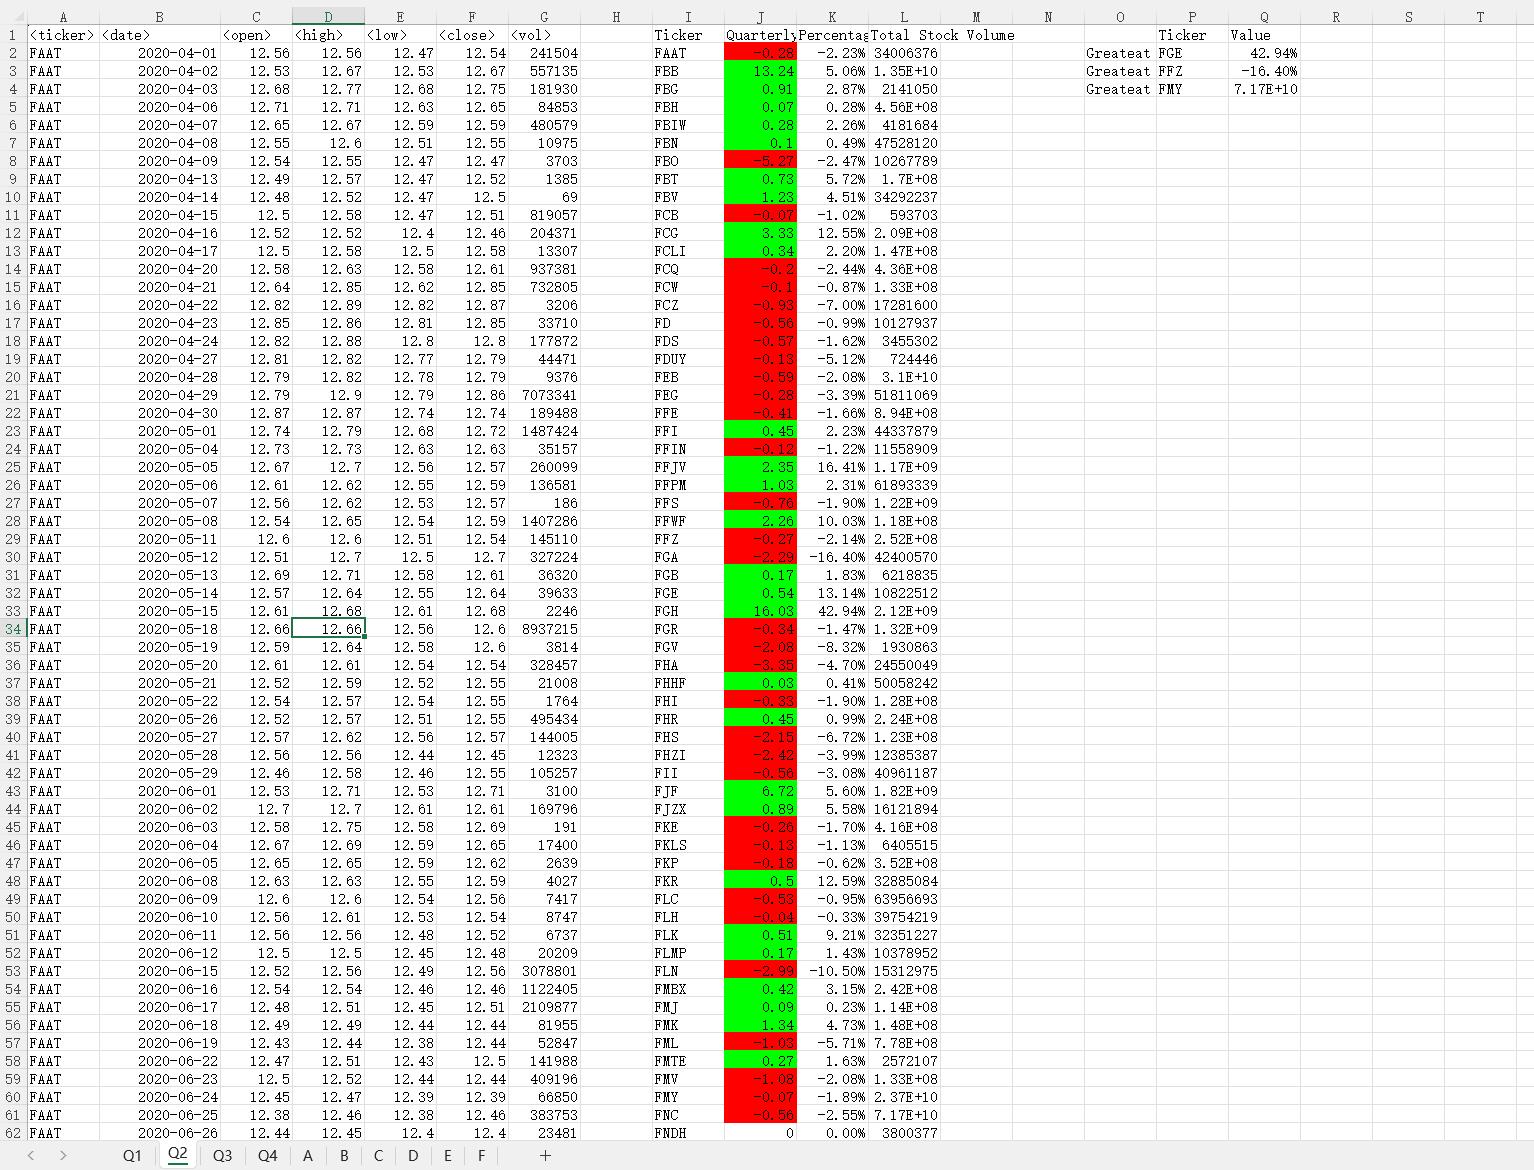 A B C D E F G H I J K L M N O P Q R S T
1 <ticker> <date> <open> <high> <low> <close> <vol> Ticker Quarterly Percentag Total Stock Volume Ticker Value
2 FAAT 2020-04-01 12.56 12.56 12.47 12.54 241504 FAAT -0.28 -2.23% 34006376 Greateat FGE 42.94%
3 FAAT 2020-04-02 12.53 12.67 12.53 12.67 557135 FBB 13.24 5.06% 1.35E+10 Greateat FFZ -16.40%
4 FAAT 2020-04-03 12.68 12.77 12.68 12.75 181930 FBG 0.91 2.87% 2141050 Greateat FMY 7.17E+10
5 FAAT 2020-04-06 12.71 12.71 12.63 12.65 84853 FBH 0.07 0.28% 4.56E+08
6 FAAT 2020-04-07 12.65 12.67 12.59 12.59 480579 FBIW 0.28 2.26% 4181684
7 FAAT 2020-04-08 12.55 12.6 12.51 12.55 10975 FBN 0.1 0.49% 47528120
8 FAAT 2020-04-09 12.54 12.55 12.47 12.47 3703 FBO -5.27 -2.47% 10267789
9 FAAT 2020-04-13 12.49 12.57 12.47 12.52 1385 FBT 0.73 5.72% 1.7E+08
10 FAAT 2020-04-14 12.48 12.52 12.47 12.5 69 FBV 1.23 4.51% 34292237
11 FAAT 2020-04-15 12.5 12.58 12.47 12.51 819057 FCB -0.07 -1.02% 593703
12 FAAT 2020-04-16 12.52 12.52 12.4 12.46 204371 FCG 3.33 12.55% 2.09E+08
13 FAAT 2020-04-17 12.5 12.58 12.5 12.58 13307 FCLI 0.34 2.20% 1.47E+08
14 FAAT 2020-04-20 12.58 12.63 12.58 12.61 937381 FCQ -0.2 -2.44% 4.36E+08
15 FAAT 2020-04-21 12.64 12.85 12.62 12.85 732805 FCW -0.1 -0.87% 1.33E+08
16 FAAT 2020-04-22 12.82 12.89 12.82 12.87 3206 FCZ -0.93 -7.00% 17281600
17 FAAT 2020-04-23 12.85 12.86 12.81 12.85 33710 FD -0.56 -0.99% 10127937
18 FAAT 2020-04-24 12.82 12.88 12.8 12.8 177872 FDS -0.57 -1.62% 3455302
19 FAAT 2020-04-27 12.81 12.82 12.77 12.79 44471 FDUY -0.13 -5.12% 724446
20 FAAT 2020-04-28 12.79 12.82 12.78 12.79 9376 FEB -0.59 -2.08% 3.1E+10
21 FAAT 2020-04-29 12.79 12.9 12.79 12.86 7073341 FEG -0.28 -3.39% 51811069
22 FAAT 2020-04-30 12.87 12.87 12.74 12.74 189488 FFE -0.41 -1.66% 8.94E+08
23 FAAT 2020-05-01 12.74 12.79 12.68 12.72 1487424 FFI 0.45 2.23% 44337879
24 FAAT 2020-05-04 12.73 12.73 12.63 12.63 35157 FFIN -0.12 -1.22% 11558909
25 FAAT 2020-05-05 12.67 12.7 12.56 12.57 260099 FFJV 2.35 16.41% 1.17E+09
26 FAAT 2020-05-06 12.61 12.62 12.55 12.59 136581 FFPM 1.03 2.31% 61893339
27 FAAT 2020-05-07 12.56 12.62 12.53 12.57 186 FFS -0.76 -1.90% 1.22E+09
28 FAAT 2020-05-08 12.54 12.65 12.54 12.59 1407286 FFWF 2.26 10.03% 1.18E+08
29 FAAT 2020-05-11 12.6 12.6 12.51 12.54 145110 FFZ -0.27 -2.14% 2.52E+08
30 FAAT 2020-05-12 12.51 12.7 12.5 12.7 327224 FGA -2.29 -16.40% 42400570
31 FAAT 2020-05-13 12.69 12.71 12.58 12.61 36320 FGB 0.17 1.83% 6218835
32 FAAT 2020-05-14 12.57 12.64 12.55 12.64 39633 FGE 0.54 13.14% 10822512
33 FAAT 2020-05-15 12.61 12.68 12.61 12.68 2246 FGH 16.03 42.94% 2.12E+09
34 FAAT 2020-05-18 12.66 12.66 12.56 12.6 8937215 FGR -0.34 -1.47% 1.32E+09
35 FAAT 2020-05-19 12.59 12.64 12.58 12.6 3814 FGV -2.08 -8.32% 1930863
36 FAAT 2020-05-20 12.61 12.61 12.54 12.54 328457 FHA -3.35 -4.70% 24550049
37 FAAT 2020-05-21 12.52 12.59 12.52 12.55 21008 FHHF 0.03 0.41% 50058242
38 FAAT 2020-05-22 12.54 12.57 12.54 12.55 1764 FHI -0.33 -1.90% 1.28E+08
39 FAAT 2020-05-26 12.52 12.57 12.51 12.55 495434 FHR 0.45 0.99% 2.24E+08
40 FAAT 2020-05-27 12.57 12.62 12.56 12.57 144005 FHS -2.15 -6.72% 1.23E+08
41 FAAT 2020-05-28 12.56 12.56 12.44 12.45 12323 FHZI -2.42 -3.99% 12385387
42 FAAT 2020-05-29 12.46 12.58 12.46 12.55 105257 FII -0.56 -3.08% 40961187
43 FAAT 2020-06-01 12.53 12.71 12.53 12.71 3100 FJF 6.72 5.60% 1.82E+09
44 FAAT 2020-06-02 12.7 12.7 12.61 12.61 169796 FJZX 0.89 5.58% 16121894
45 FAAT 2020-06-03 12.58 12.75 12.58 12.69 191 FKE -0.26 -1.70% 4.16E+08
46 FAAT 2020-06-04 12.67 12.69 12.59 12.65 17400 FKLS -0.13 -1.13% 6405515
47 FAAT 2020-06-05 12.65 12.65 12.59 12.62 2639 FKP -0.18 -0.62% 3.52E+08
48 FAAT 2020-06-08 12.63 12.63 12.55 12.59 4027 FKR 0.5 12.59% 32885084
49 FAAT 2020-06-09 12.6 12.6 12.54 12.56 7417 FLC -0.53 -0.95% 63956693
50 FAAT 2020-06-10 12.56 12.61 12.53 12.54 8747 FLH -0.04 -0.33% 39754219
51 FAAT 2020-06-11 12.56 12.56 12.48 12.52 6737 FLK 0.51 9.21% 32351227
52 FAAT 2020-06-12 12.5 12.5 12.45 12.48 20209 FLMP 0.17 1.43% 10378952
53 FAAT 2020-06-15 12.52 12.56 12.49 12.56 3078801 FLN -2.99 -10.50% 15312975
54 FAAT 2020-06-16 12.54 12.54 12.46 12.46 1122405 FMBX 0.42 3.15% 2.42E+08
55 FAAT 2020-06-17 12.48 12.51 12.45 12.51 2109877 FMJ 0.09 0.23% 1.14E+08
56 FAAT 2020-06-18 12.49 12.49 12.44 12.44 81955 FMK 1.34 4.73% 1.48E+08
57 FAAT 2020-06-19 12.43 12.44 12.38 12.44 52847 FML -1.03 -5.71% 7.78E+08
58 FAAT 2020-06-22 12.47 12.51 12.43 12.5 141988 FMTE 0.27 1.63% 2572107
59 FAAT 2020-06-23 12.5 12.52 12.44 12.44 409196 FMV -1.08 -2.08% 1.33E+08
60 FAAT 2020-06-24 12.45 12.47 12.39 12.39 66850 FMY -0.07 -1.89% 2.37E+10
61 FAAT 2020-06-25 12.38 12.46 12.38 12.46 383753 FNC -0.56 -2.55% 7.17E+10
62 FAAT 2020-06-26 12.44 12.45 12.4 12.4 23481 FNDH 0 0.00% 3800377
Q1 Q2 Q3 Q4 A B C D E F +